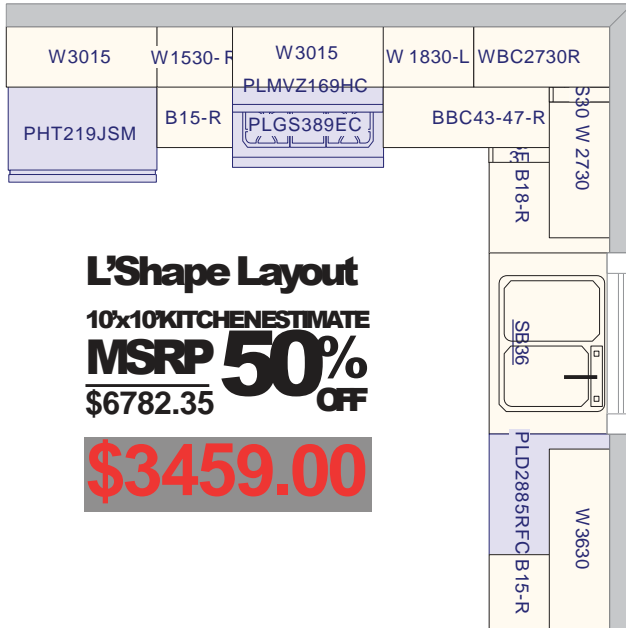 W3015
W1530- R
W3015
W 1830-L
WBC2730R
PLMVZ169HC
PHT219JSM
B15-R
PLGS389EC
BBC43-47-R
S30 W 2730
B18-R
L'Shape Layout
10'x10'KITCHENESTIMATE
MSRP 50%
OFF
$6782.35
$3459.00
SB36
PLD2885RFC B15-R
W3630